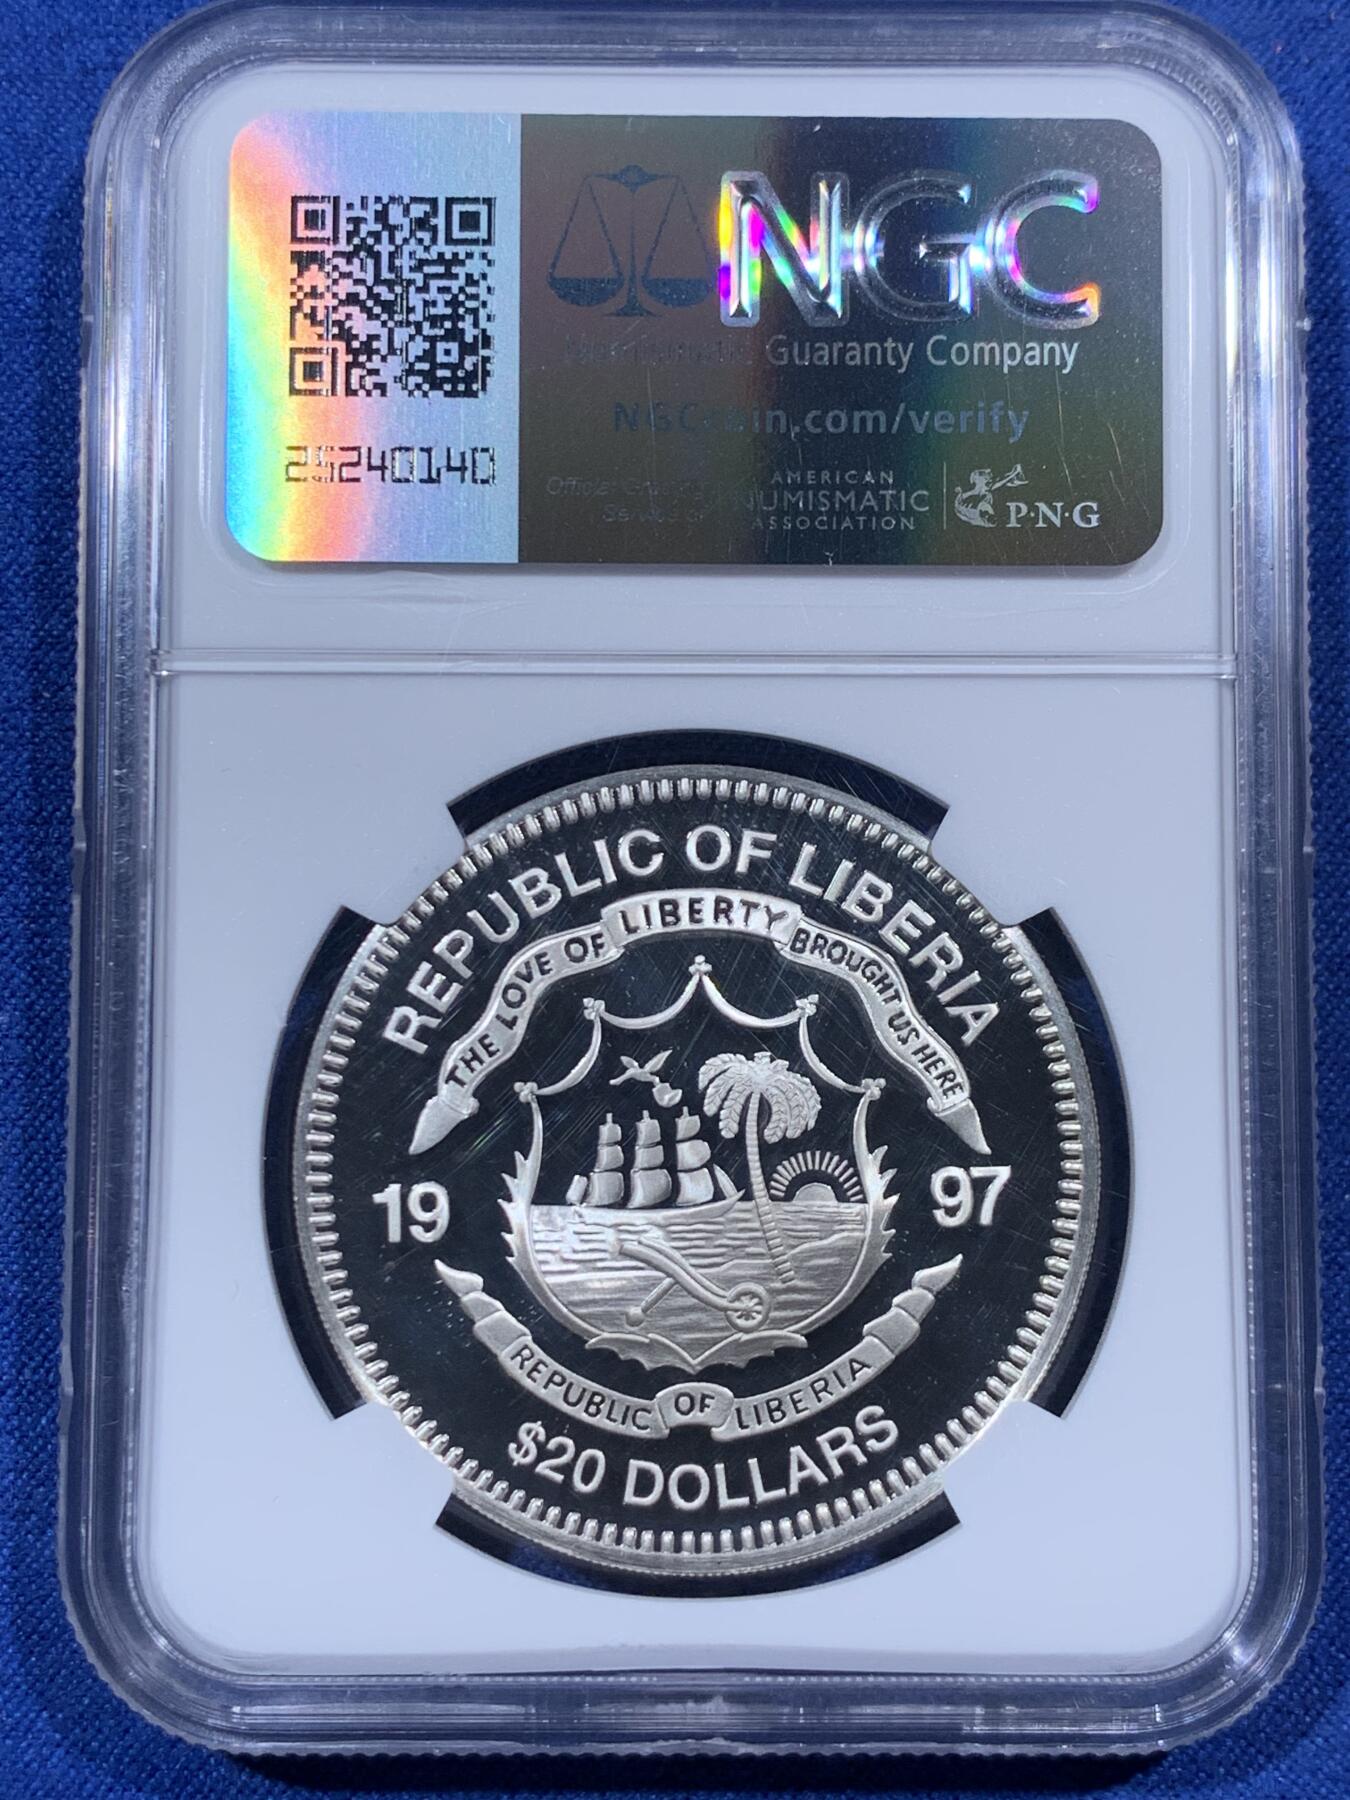 NGC
Guaranty Company
NGCcoin.com/verify
25240140
AMERICAN
NUMISMATIC
ASSOCIATION
P·N·G
REPUBLIC OF LIBERIA
THE LOVE OF LIBERTY BROUGHT US HERE
19 97
REPUBLIC OF LIBERIA
$20 DOLLARS